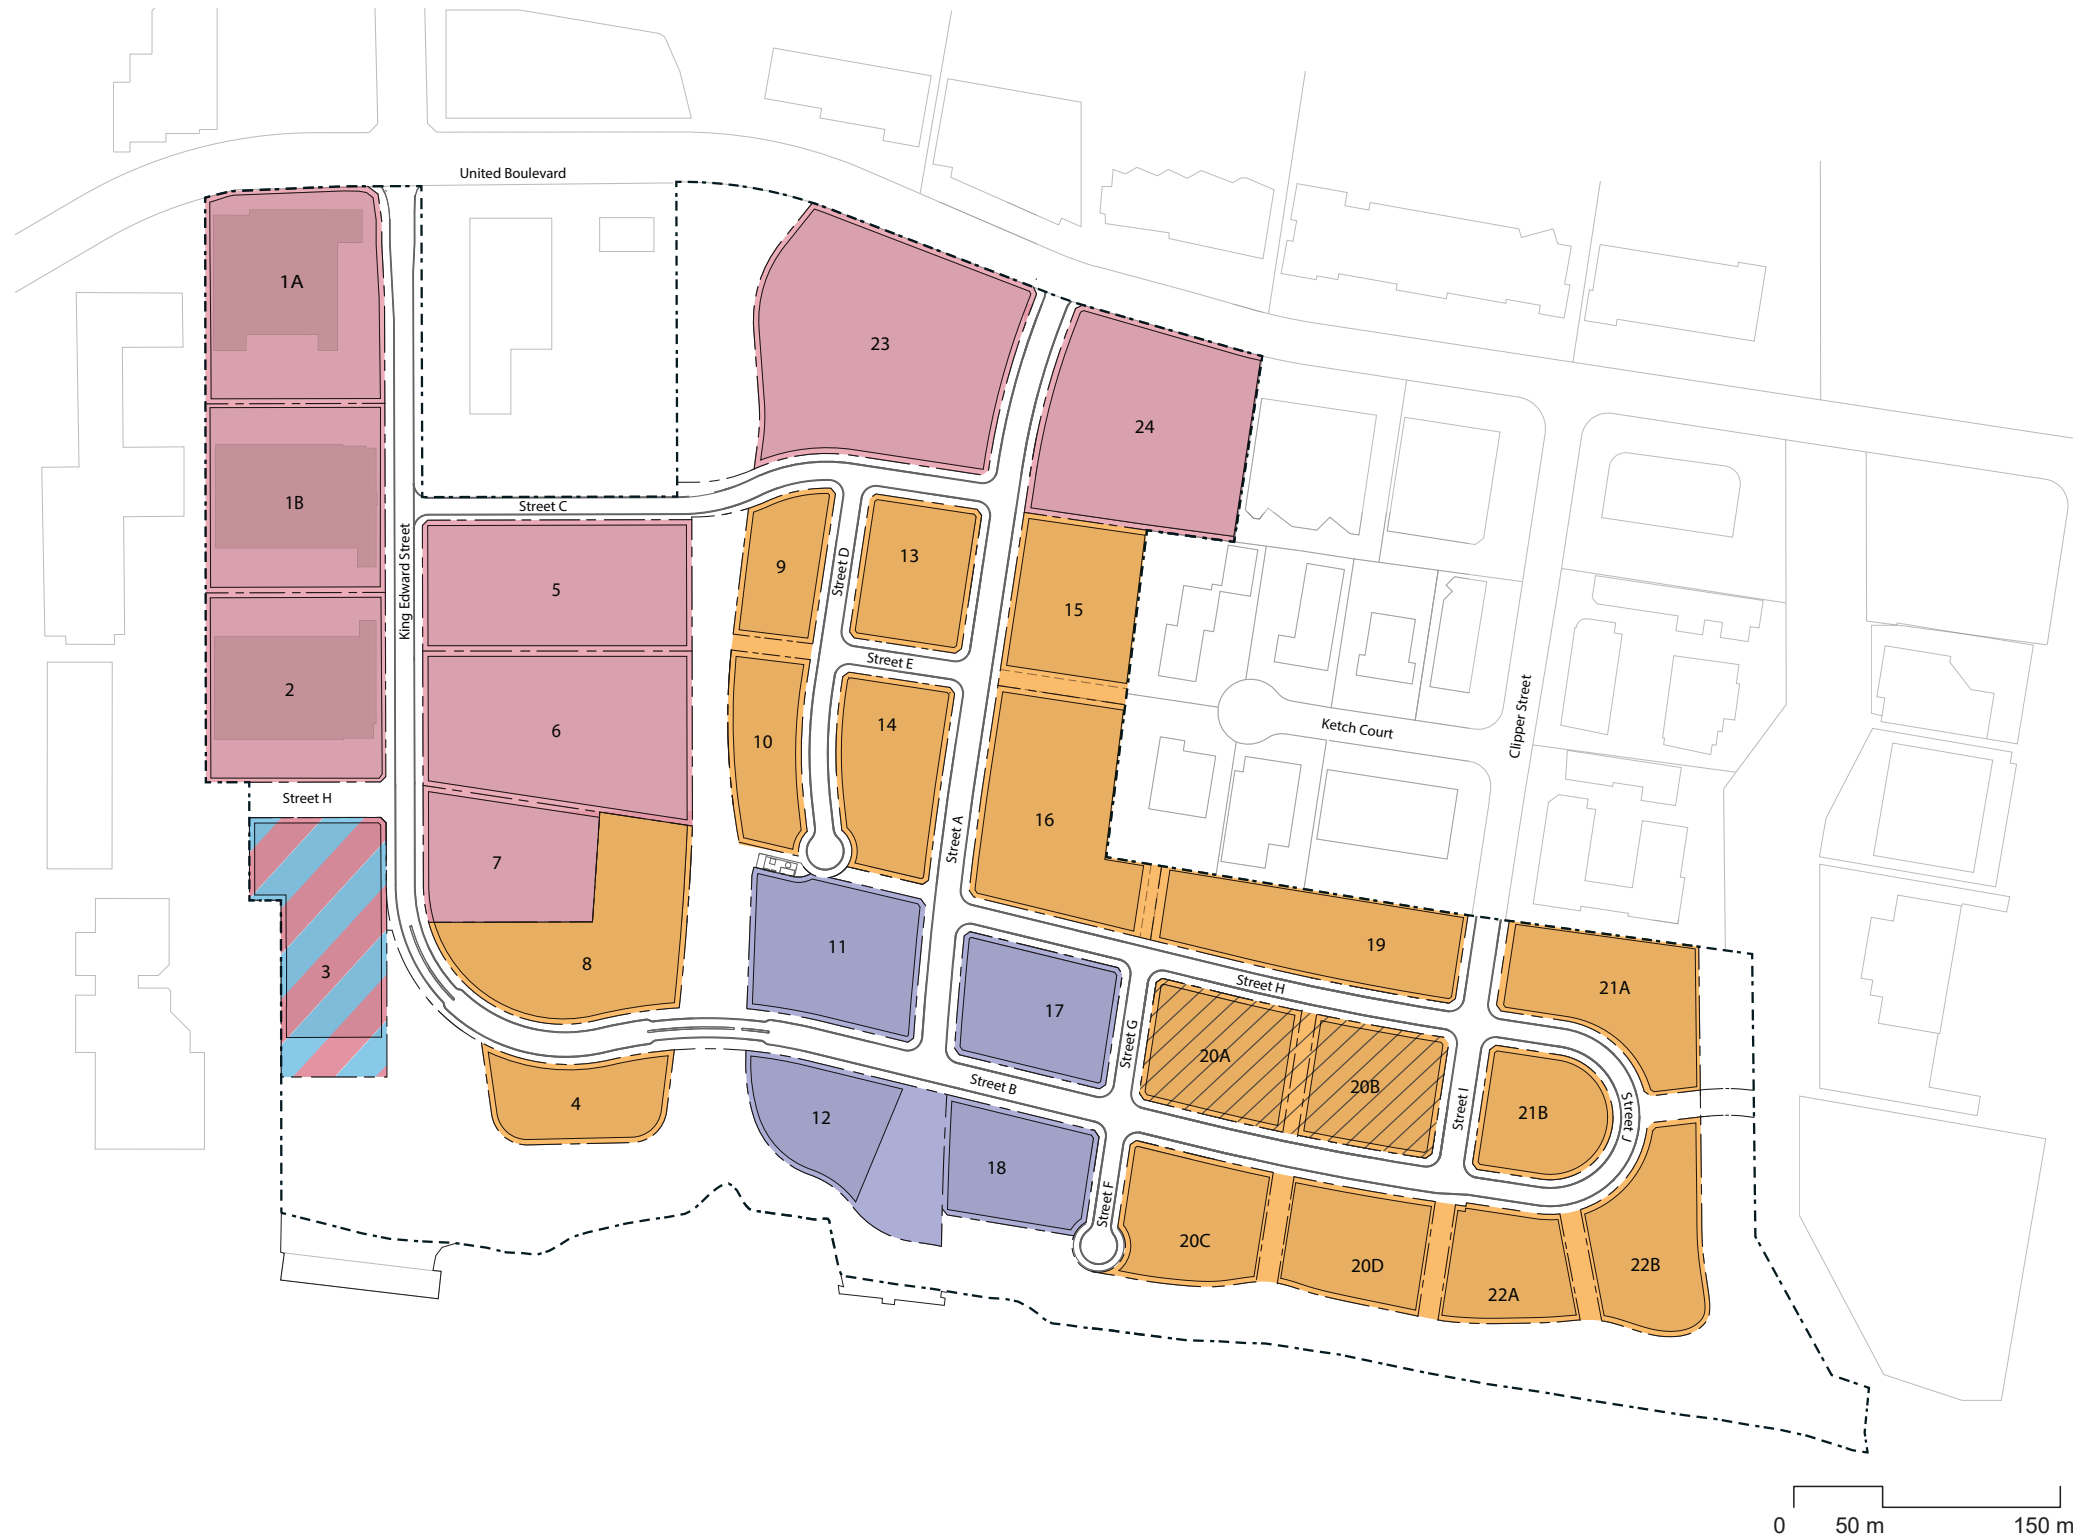 United Boulevard
1A
23
24
1B
Street C
King Edward Street
5
9
Street D
13
15
Street E
2
6
10
14
Ketch Court
Clipper Street
Street H
7
Street A
16
3
8
11
19
17
Street H
21A
Street G
20A
20B
Street B
4
12
Street I
21B
Street J
18
Street F
20C
20D
22A
22B
0 50 m 150 m